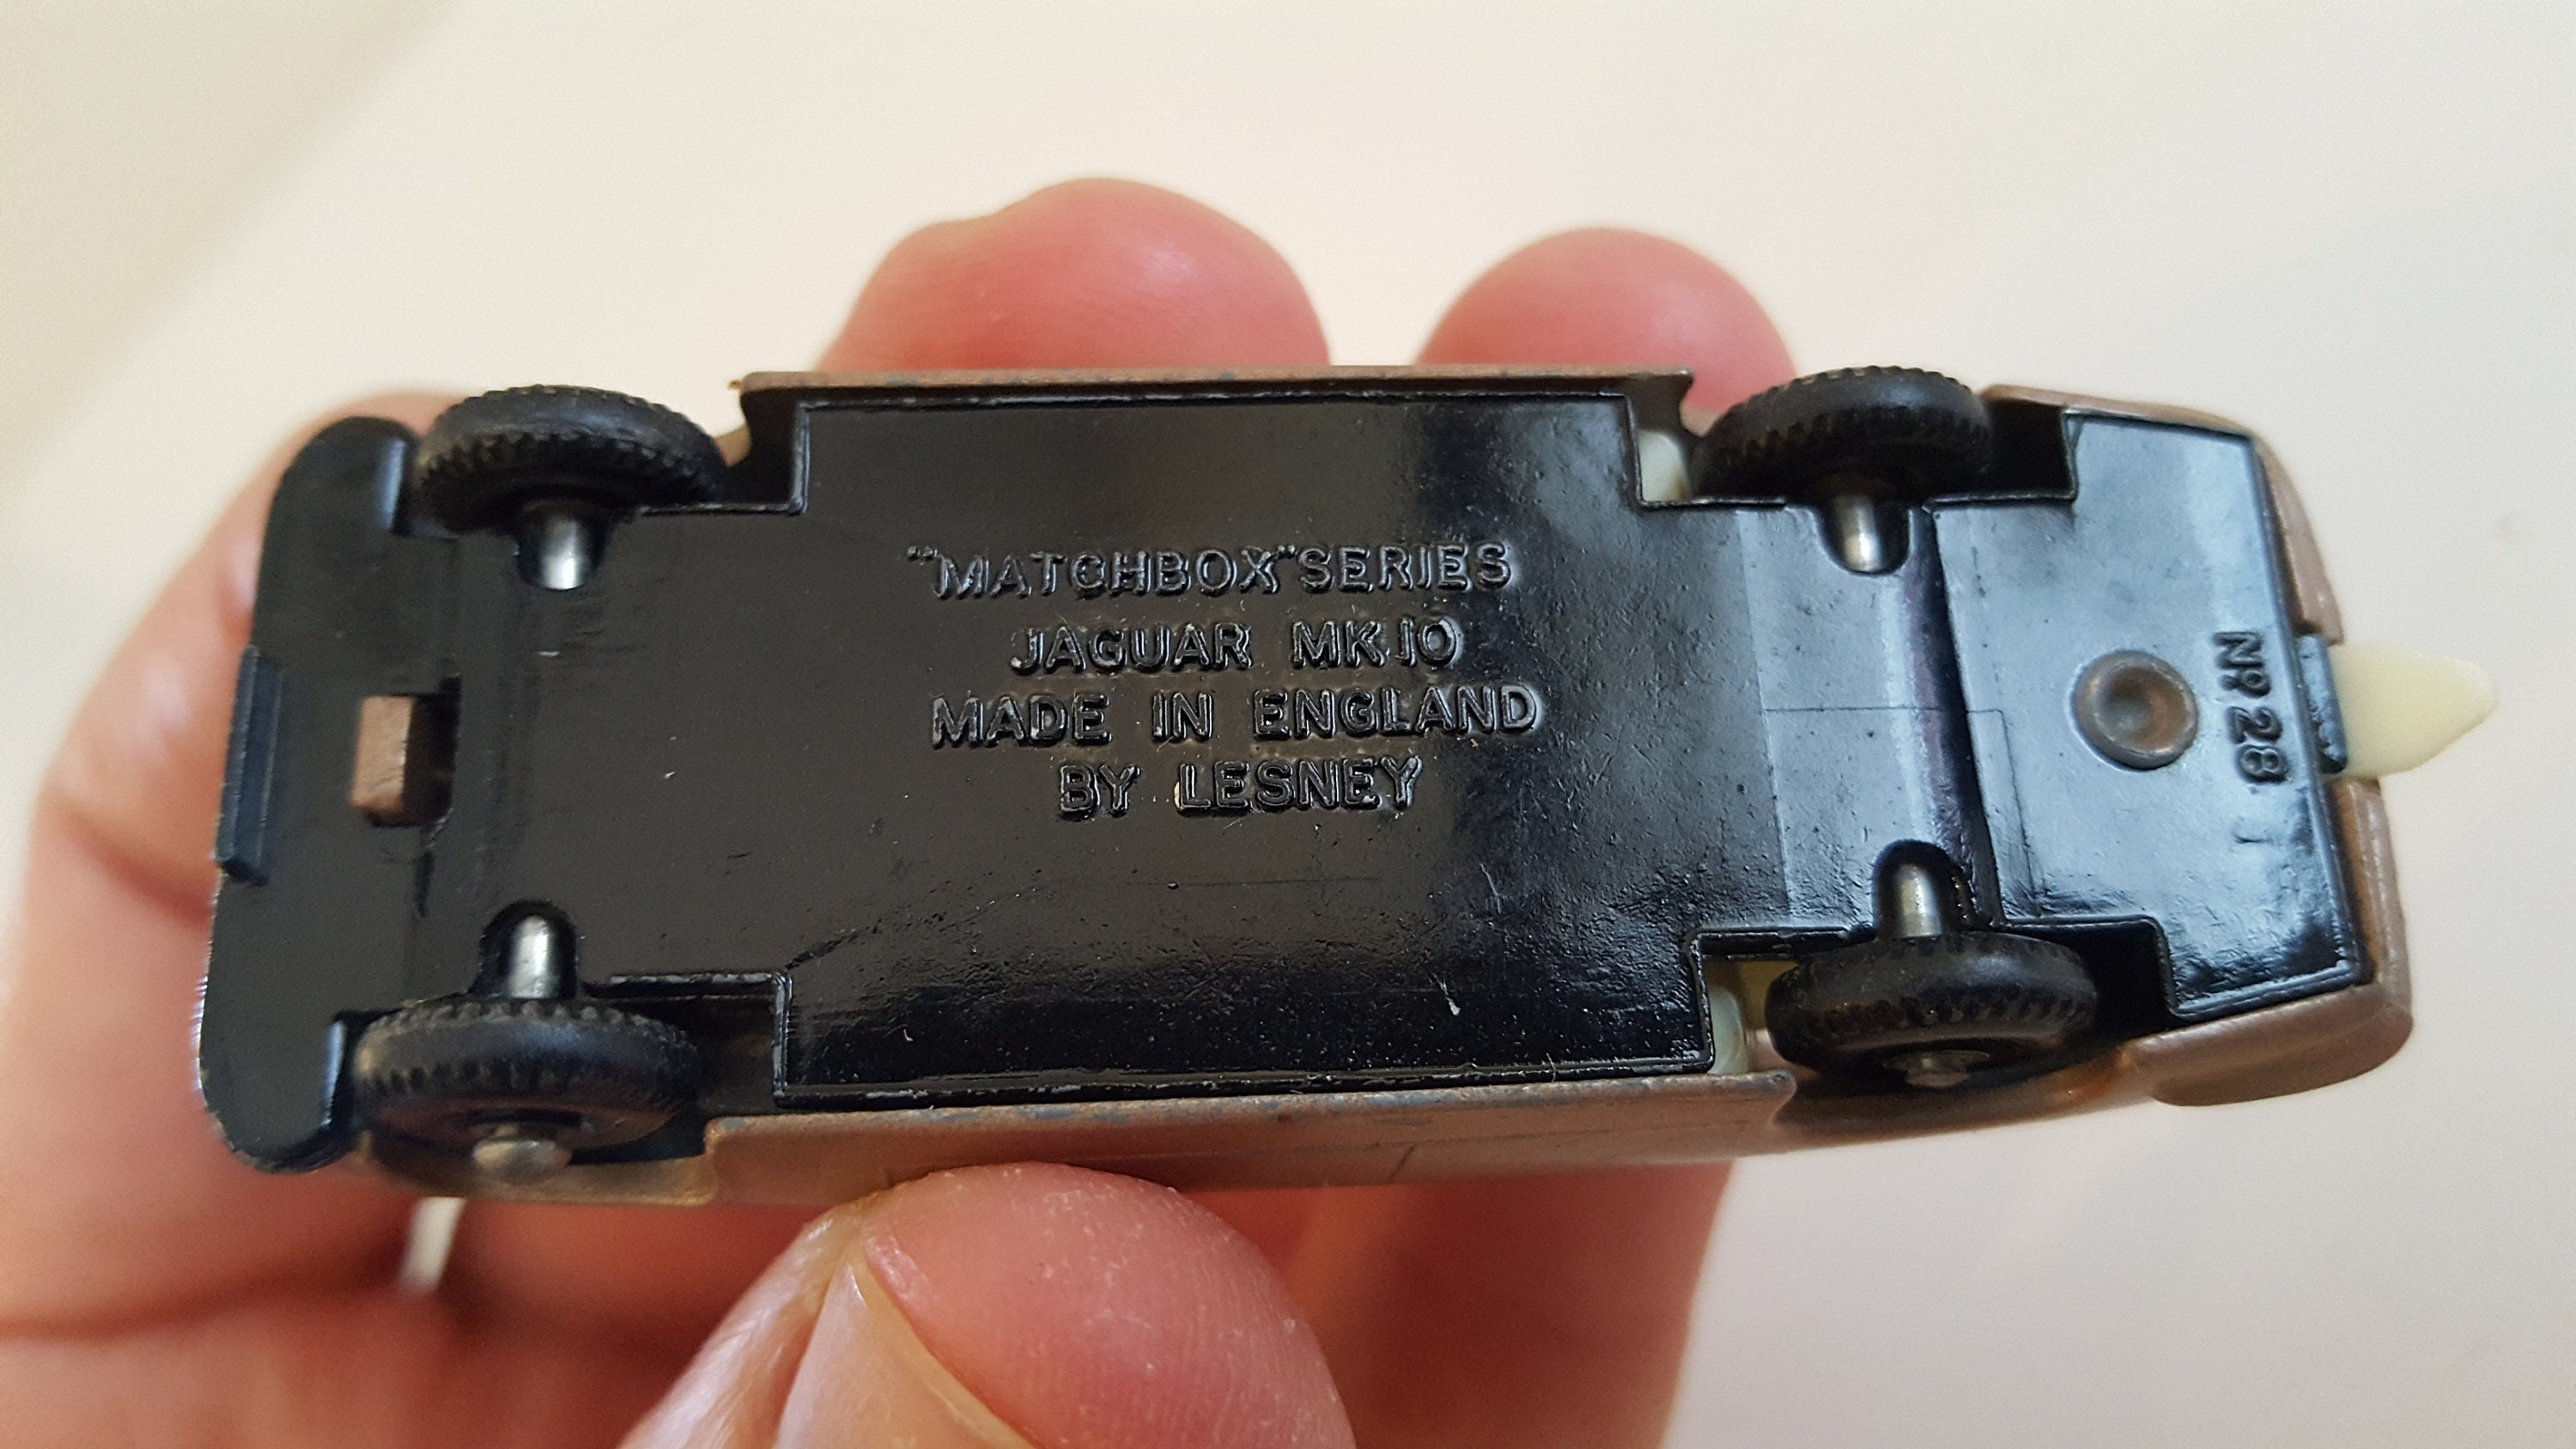 "MATCHBOX" SERIES
JAGUAR MK 10
MADE IN ENGLAND
BY LESNEY
Nº 28